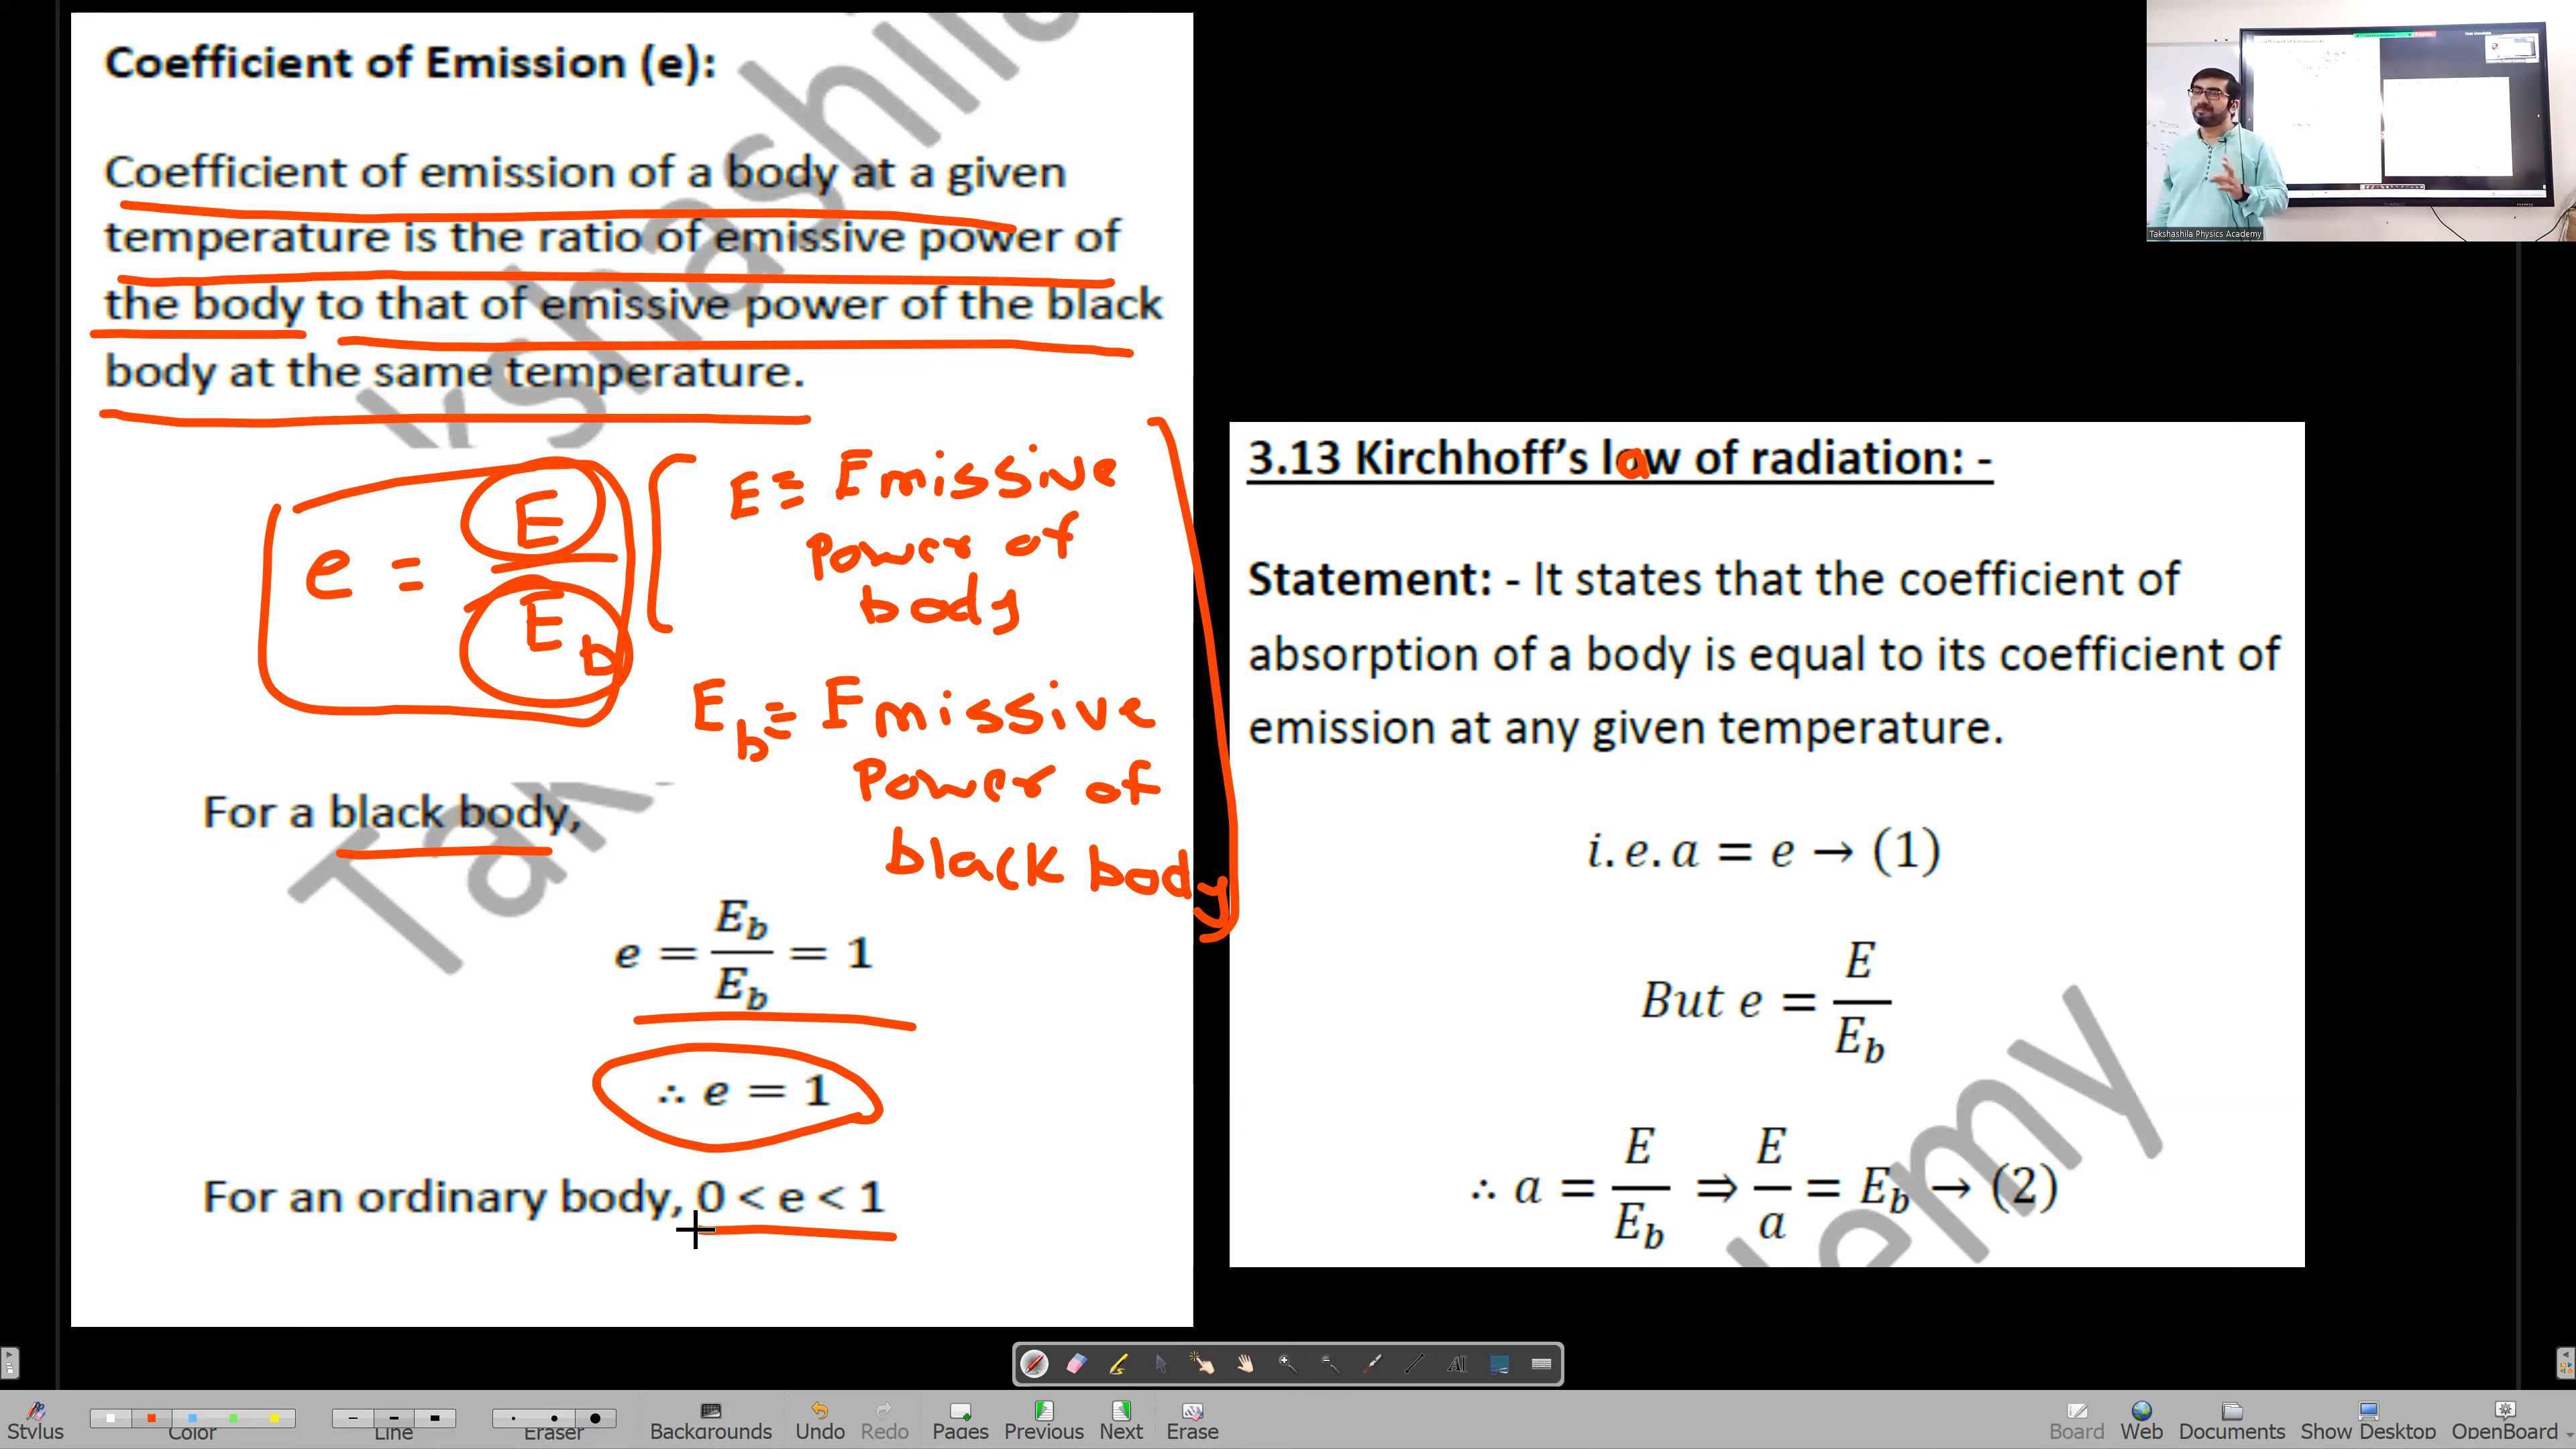 Coefficient of Emission (e):
Coefficient of emission of a body at a given
temperature is the ratio of emissive power of
the body to that of emissive power of the black
body at the same temperature.
e = E / E_b
E = Emissive
Power of
body
E_b = Emissive
Power of
black body
For a black body,
e = E_b / E_b = 1
∴ e = 1
For an ordinary body, 0 < e < 1
3.13 Kirchhoff's law of radiation: -
Statement: - It states that the coefficient of
absorption of a body is equal to its coefficient of
emission at any given temperature.
i.e. a = e → (1)
But e = E / E_b
∴ a = E / E_b ⇒ E / a = E_b → (2)
Takshashila Physics Academy
Stylus Color Line Eraser Backgrounds Undo Redo Pages Previous Next Erase Board Web Documents Show Desktop OpenBoard